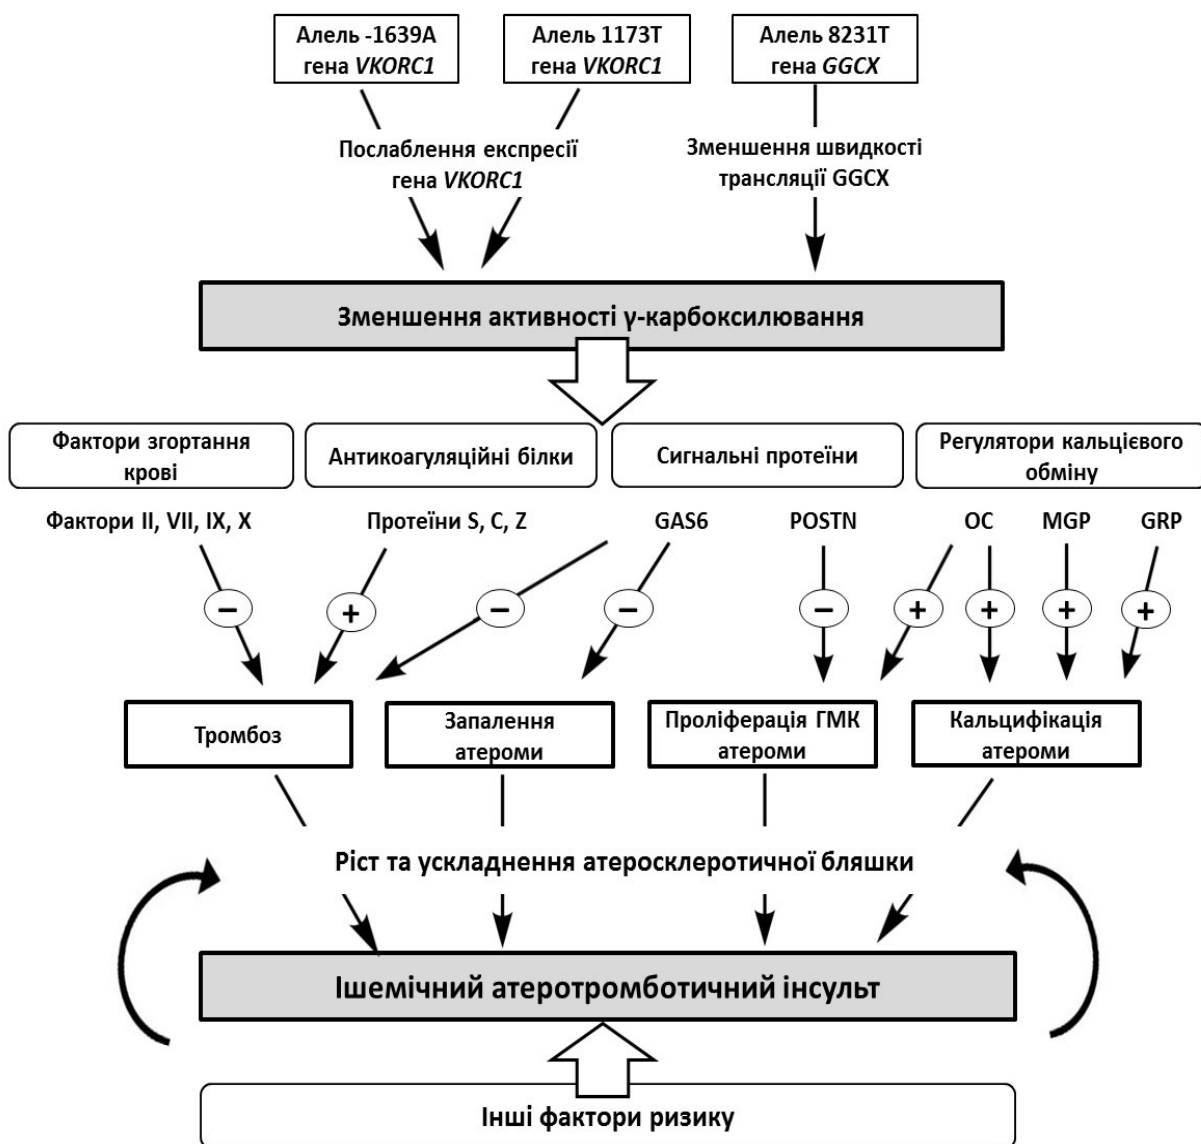 Алель -1639А
гена VKORC1
Алель 1173Т
гена VKORC1
Алель 8231Т
гена GGCX
Послаблення експресії
гена VKORC1
Зменшення швидкості
трансляції GGCX
Зменшення активності γ-карбоксилювання
Фактори згортання
крові
Антикоагуляційні білки
Сигнальні протеїни
Регулятори кальцієвого
обміну
Фактори II, VII, IX, X
Протеїни S, C, Z
GAS6
POSTN
OC
MGP
GRP
−
+
−
−
−
+
+
+
+
Тромбоз
Запалення
атероми
Проліферація ГМК
атероми
Кальцифікація
атероми
Ріст та ускладнення атеросклеротичної бляшки
Ішемічний атеротромботичний інсульт
Інші фактори ризику